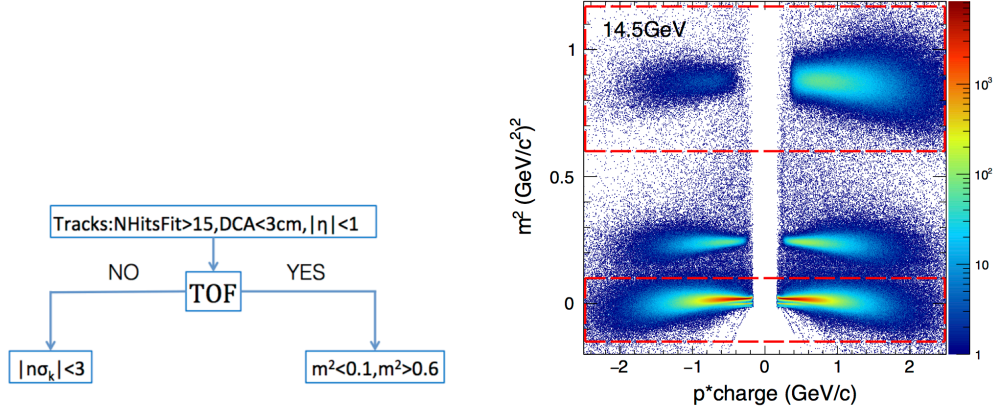 Tracks:NHitsFit>15,DCA<3cm,|η|<1
NO
YES
TOF
|nσk|<3
m²<0.1,m²>0.6
14.5GeV
m² (GeV/c²)²
1
0.5
0
−2
−1
0
1
2
p*charge (GeV/c)
10³
10²
10
1